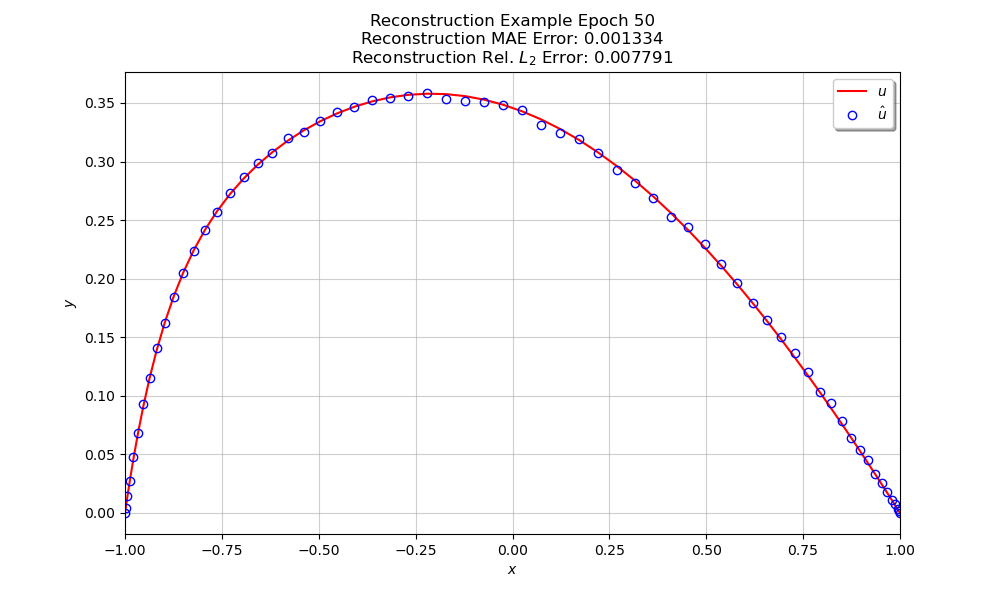 Reconstruction Example Epoch 50
Reconstruction MAE Error: 0.001334
Reconstruction Rel. $L_2$ Error: 0.007791
u
û
y
0.35
0.30
0.25
0.20
0.15
0.10
0.05
0.00
−1.00 −0.75 −0.50 −0.25 0.00 0.25 0.50 0.75 1.00
x